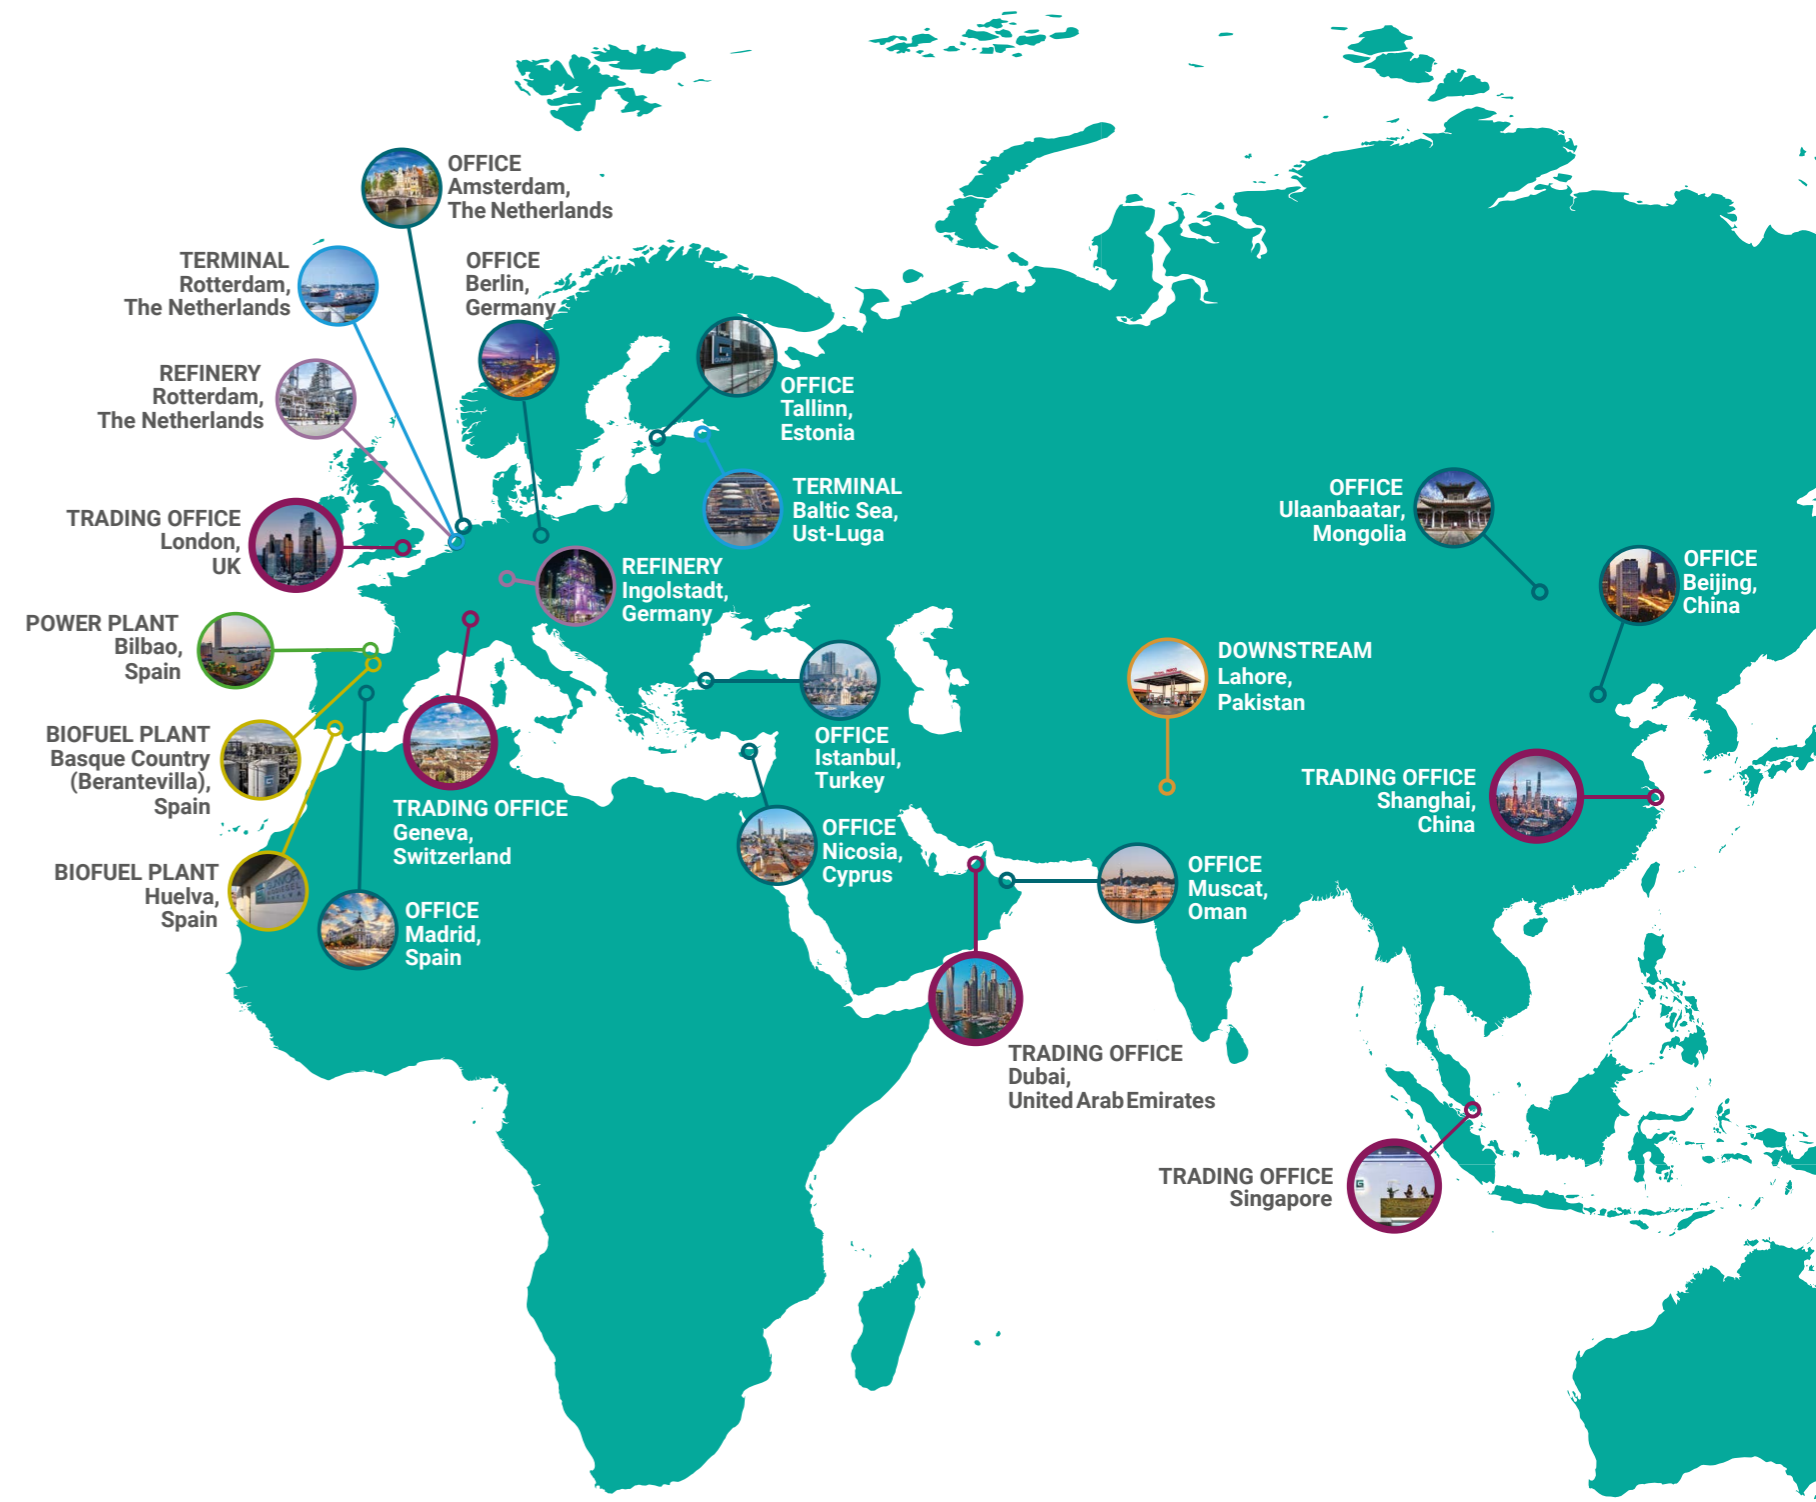 OFFICE
Amsterdam,
The Netherlands
TERMINAL
Rotterdam,
The Netherlands
OFFICE
Berlin,
Germany
REFINERY
Rotterdam,
The Netherlands
OFFICE
Tallinn,
Estonia
TERMINAL
Baltic Sea,
Ust-Luga
TRADING OFFICE
London,
UK
REFINERY
Ingolstadt,
Germany
OFFICE
Ulaanbaatar,
Mongolia
OFFICE
Beijing,
China
POWER PLANT
Bilbao,
Spain
DOWNSTREAM
Lahore,
Pakistan
BIOFUEL PLANT
Basque Country
(Berantevilla),
Spain
OFFICE
Istanbul,
Turkey
TRADING OFFICE
Shanghai,
China
TRADING OFFICE
Geneva,
Switzerland
OFFICE
Nicosia,
Cyprus
BIOFUEL PLANT
Huelva,
Spain
OFFICE
Muscat,
Oman
OFFICE
Madrid,
Spain
TRADING OFFICE
Dubai,
United Arab Emirates
TRADING OFFICE
Singapore